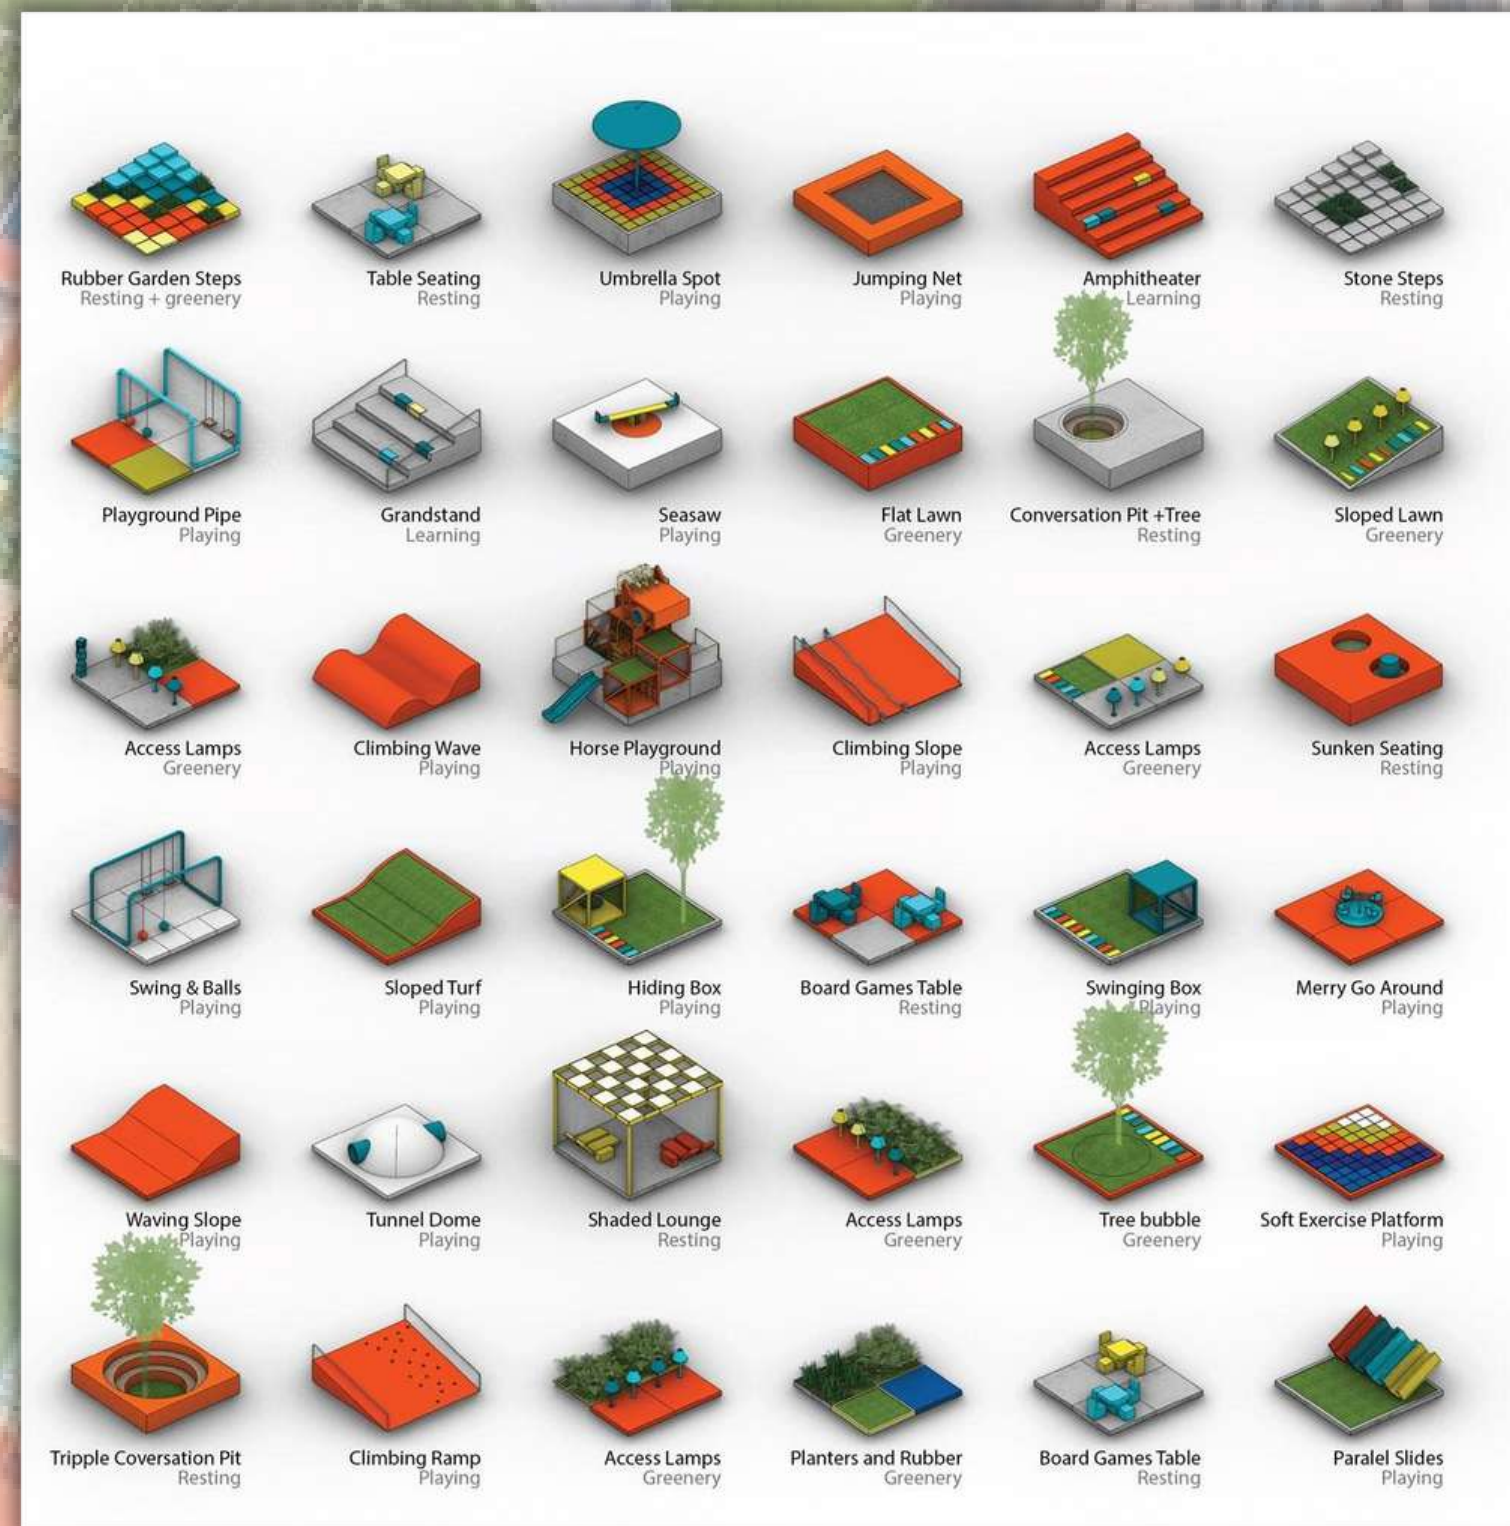 Rubber Garden Steps
Resting + greenery
Table Seating
Resting
Umbrella Spot
Playing
Jumping Net
Playing
Amphitheater
Learning
Stone Steps
Resting
Playground Pipe
Playing
Grandstand
Learning
Seasaw
Playing
Flat Lawn
Greenery
Conversation Pit +Tree
Resting
Sloped Lawn
Greenery
Access Lamps
Greenery
Climbing Wave
Playing
Horse Playground
Playing
Climbing Slope
Playing
Access Lamps
Greenery
Sunken Seating
Resting
Swing & Balls
Playing
Sloped Turf
Playing
Hiding Box
Playing
Board Games Table
Resting
Swinging Box
Playing
Merry Go Around
Playing
Waving Slope
Playing
Tunnel Dome
Playing
Shaded Lounge
Resting
Access Lamps
Greenery
Tree bubble
Greenery
Soft Exercise Platform
Playing
Tripple Coversation Pit
Resting
Climbing Ramp
Playing
Access Lamps
Greenery
Planters and Rubber
Greenery
Board Games Table
Resting
Paralel Slides
Playing